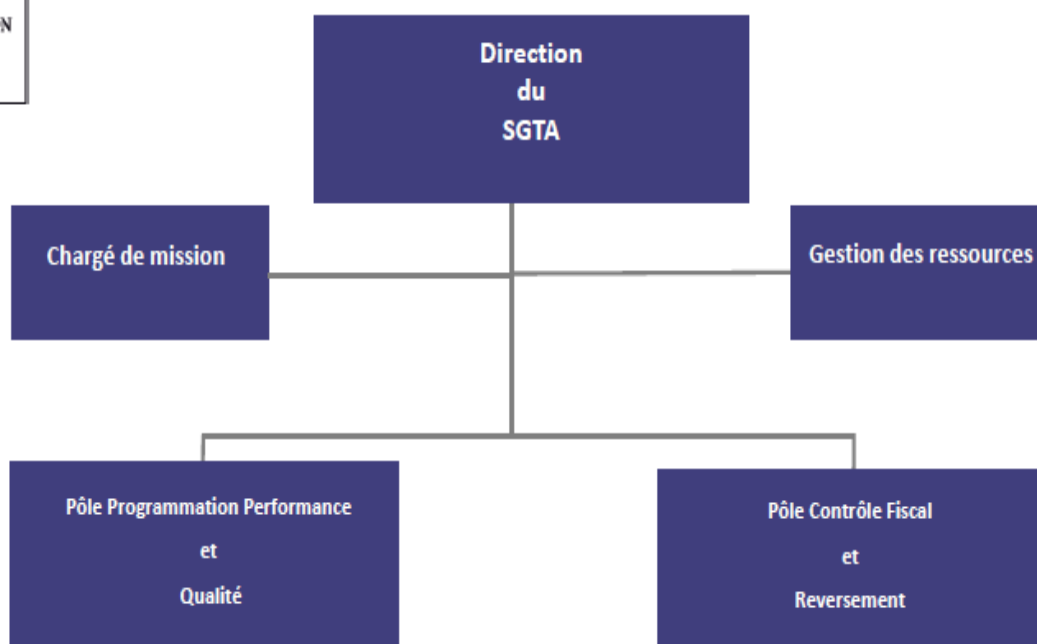 Direction
du
SGTA
Chargé de mission
Gestion des ressources
Pôle Programmation Performance
et
Qualité
Pôle Contrôle Fiscal
et
Reversement